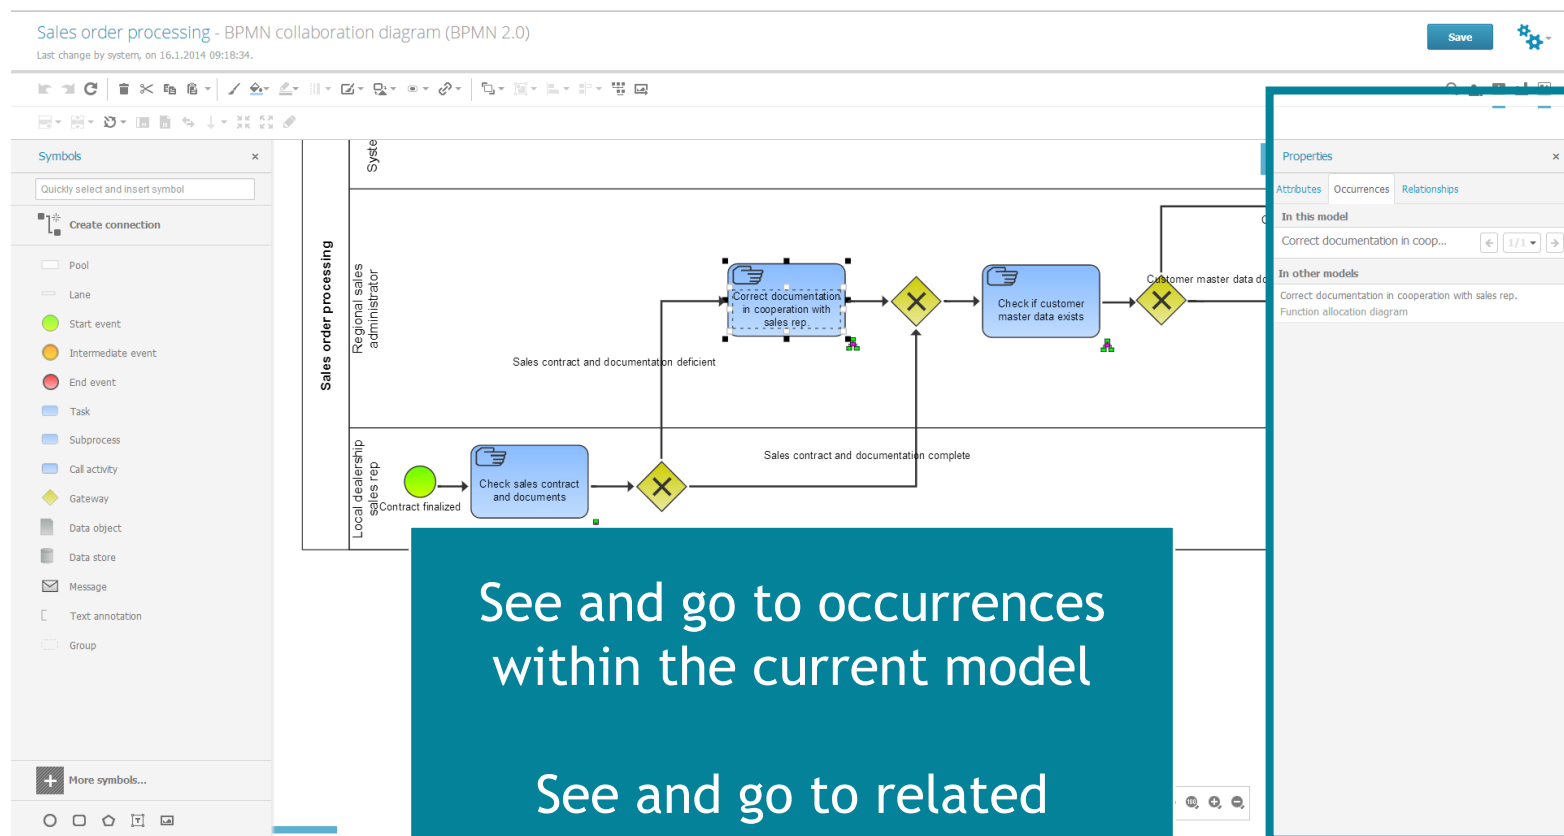 Sales order processing - BPMN collaboration diagram (BPMN 2.0)
Last change by system, on 16.1.2014 09:18:34.
Save
Symbols
Quickly select and insert symbol
Create connection
Pool
Lane
Start event
Intermediate event
End event
Task
Subprocess
Call activity
Gateway
Data object
Data store
Message
Text annotation
Group
More symbols...
Sales order processing
Syste
Regional sales
administrator
Local dealership
sales rep
Correct documentation
in cooperation with
sales rep.
Check if customer
master data exists
Customer master data do
Sales contract and documentation deficient
Sales contract and documentation complete
Check sales contract
and documents
Contract finalized
See and go to occurrences
within the current model
See and go to related
Properties
Attributes
Occurrences
Relationships
In this model
Correct documentation in coop...
1/1
In other models
Correct documentation in cooperation with sales rep.
Function allocation diagram